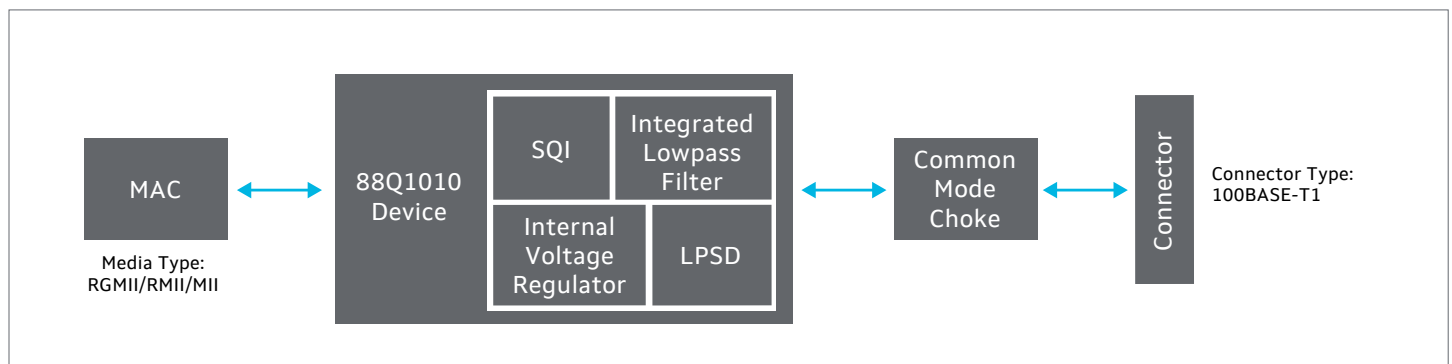 MAC
Media Type:
RGMII/RMII/MII
88Q1010
Device
SQI
Integrated
Lowpass
Filter
Internal
Voltage
Regulator
LPSD
Common
Mode
Choke
Connector
Connector Type:
100BASE-T1